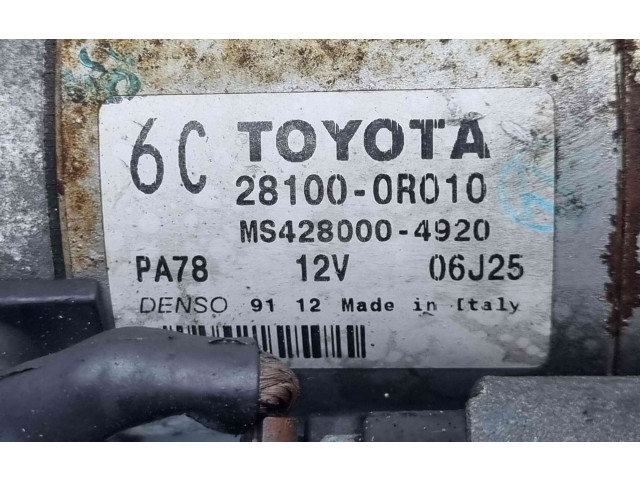 6C TOYOTA
28100-0R010
MS428000-4920
PA78 12V 06J25
DENSO 91 12 Made in Italy